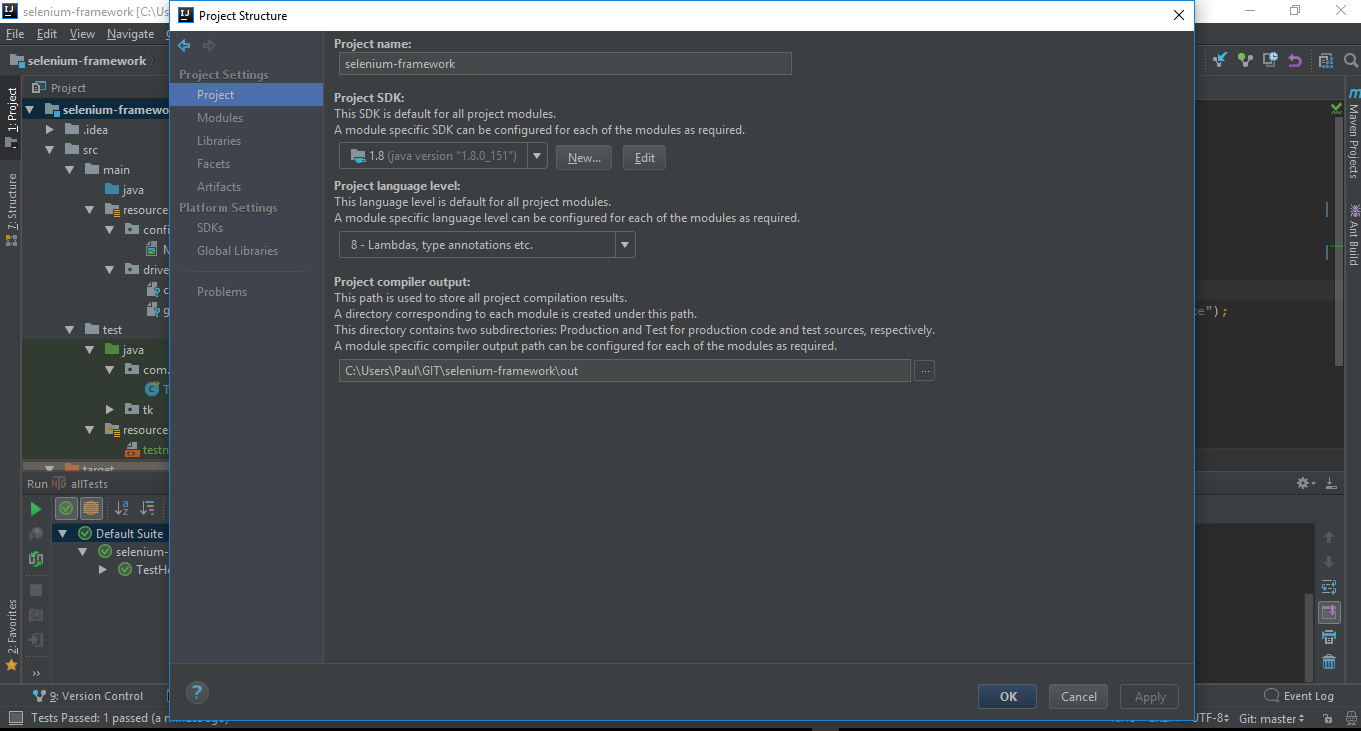 selenium-framework [C:\Us
Project Structure
File Edit View Navigate
selenium-framework
Project
1: Project
7: Structure
2: Favorites
selenium-framewo
.idea
src
main
java
resource
confi
M
drive
c
g
test
java
com.
T
tk
resource
testn
target
Project Settings
Project
Modules
Libraries
Facets
Artifacts
Platform Settings
SDKs
Global Libraries
Problems
Project name:
selenium-framework
Project SDK:
This SDK is default for all project modules.
A module specific SDK can be configured for each of the modules as required.
1.8 (java version "1.8.0_151") New... Edit
Project language level:
This language level is default for all project modules.
A module specific language level can be configured for each of the modules as required.
8 - Lambdas, type annotations etc.
Project compiler output:
This path is used to store all project compilation results.
A directory corresponding to each module is created under this path.
This directory contains two subdirectories: Production and Test for production code and test sources, respectively.
A module specific compiler output path can be configured for each of the modules as required.
C:\Users\Paul\GIT\selenium-framework\out ...
OK Cancel Apply
Maven Projects
Ant Build
e");
Run allTests
Default Suite
selenium-
TestHo
9: Version Control
Event Log
Tests Passed: 1 passed (a minute ago)
UTF-8 Git: master